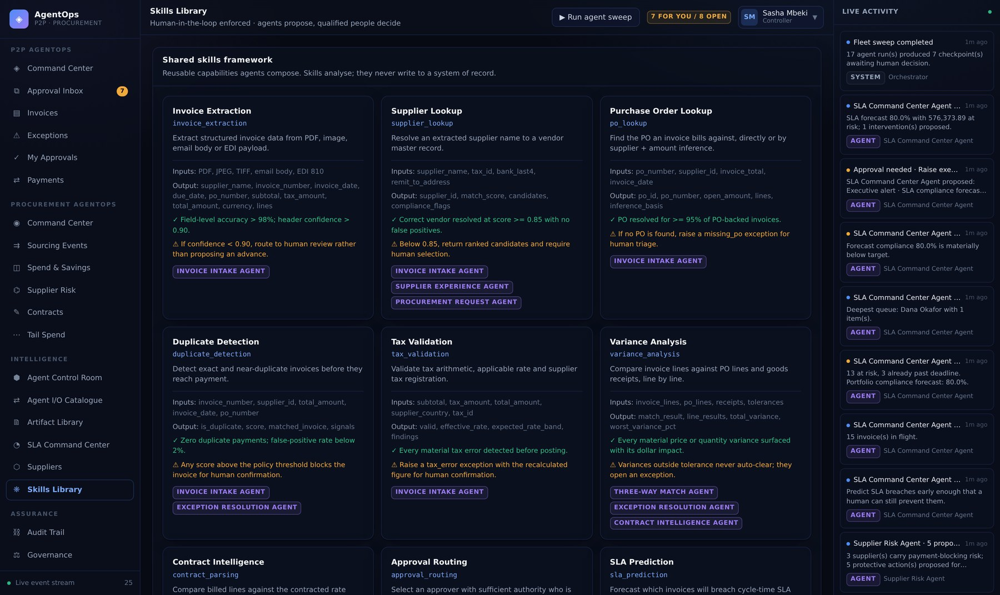 AgentOps
P2P · PROCUREMENT
P2P AGENTOPS
Command Center
Approval Inbox
7
Invoices
Exceptions
My Approvals
Payments
PROCUREMENT AGENTOPS
Command Center
Sourcing Events
Spend & Savings
Supplier Risk
Contracts
Tail Spend
INTELLIGENCE
Agent Control Room
Agent I/O Catalogue
Artifact Library
SLA Command Center
Suppliers
Skills Library
ASSURANCE
Audit Trail
Governance
Live event stream
25
Skills Library
Human-in-the-loop enforced · agents propose, qualified people decide
▶ Run agent sweep
7 FOR YOU / 8 OPEN
SM
Sasha Mbeki
Controller
▼
Shared skills framework
Reusable capabilities agents compose. Skills analyse; they never write to a system of record.
Invoice Extraction
invoice_extraction
Extract structured invoice data from PDF, image,
email body or EDI payload.
Inputs: PDF, JPEG, TIFF, email body, EDI 810
Output: supplier_name, invoice_number, invoice_date,
due_date, po_number, subtotal, tax_amount,
total_amount, currency, lines
✓ Field-level accuracy > 98%; header confidence >
0.90.
⚠ If confidence < 0.90, route to human review rather
than proposing an advance.
INVOICE INTAKE AGENT
Supplier Lookup
supplier_lookup
Resolve an extracted supplier name to a vendor
master record.
Inputs: supplier_name, tax_id, bank_last4,
remit_to_address
Output: supplier_id, match_score, candidates,
compliance_flags
✓ Correct vendor resolved at score >= 0.85 with no
false positives.
⚠ Below 0.85, return ranked candidates and require
human selection.
INVOICE INTAKE AGENT
SUPPLIER EXPERIENCE AGENT
PROCUREMENT REQUEST AGENT
Purchase Order Lookup
po_lookup
Find the PO an invoice bills against, directly or by
supplier + amount inference.
Inputs: po_number, supplier_id, invoice_total,
invoice_date
Output: po_id, po_number, open_amount, lines,
inference_basis
✓ PO resolved for >= 95% of PO-backed invoices.
⚠ If no PO is found, raise a missing_po exception for
human triage.
INVOICE INTAKE AGENT
Duplicate Detection
duplicate_detection
Detect exact and near-duplicate invoices before they
reach payment.
Inputs: invoice_number, supplier_id, total_amount,
invoice_date, po_number
Output: is_duplicate, score, matched_invoice, signals
✓ Zero duplicate payments; false-positive rate below
2%.
⚠ Any score above the policy threshold blocks the
invoice for human confirmation.
INVOICE INTAKE AGENT
EXCEPTION RESOLUTION AGENT
Tax Validation
tax_validation
Validate tax arithmetic, applicable rate and supplier
tax registration.
Inputs: subtotal, tax_amount, total_amount,
supplier_country, tax_id
Output: valid, effective_rate, expected_rate_band,
findings
✓ Every material tax error detected before posting.
⚠ Raise a tax_error exception with the recalculated
figure for human confirmation.
INVOICE INTAKE AGENT
Variance Analysis
variance_analysis
Compare invoice lines against PO lines and goods
receipts, line by line.
Inputs: invoice_lines, po_lines, receipts, tolerances
Output: match_result, line_results, total_variance,
worst_variance_pct
✓ Every material price or quantity variance surfaced
with its dollar impact.
⚠ Variances outside tolerance never auto-clear; they
open an exception.
THREE-WAY MATCH AGENT
EXCEPTION RESOLUTION AGENT
CONTRACT INTELLIGENCE AGENT
Contract Intelligence
contract_parsing
Compare billed lines against the contracted rate
Approval Routing
approval_routing
Select an approver with sufficient authority who is
SLA Prediction
sla_prediction
Forecast which invoices will breach cycle-time SLA
LIVE ACTIVITY
Fleet sweep completed
1m ago
17 agent run(s) produced 7 checkpoint(s)
awaiting human decision.
SYSTEM
Orchestrator
SLA Command Center Agent ...
1m ago
SLA forecast 80.0% with 576,373.89 at
risk; 1 intervention(s) proposed.
AGENT
SLA Command Center Agent
Approval needed · Raise exe...
1m ago
SLA Command Center Agent proposed:
Executive alert · SLA compliance forecas...
AGENT
SLA Command Center Agent
SLA Command Center Agent ...
1m ago
Forecast compliance 80.0% is materially
below target.
AGENT
SLA Command Center Agent
SLA Command Center Agent ...
1m ago
Deepest queue: Dana Okafor with 1
item(s).
AGENT
SLA Command Center Agent
SLA Command Center Agent ...
1m ago
13 at risk, 3 already past deadline.
Portfolio compliance forecast: 80.0%.
AGENT
SLA Command Center Agent
SLA Command Center Agent ...
1m ago
15 invoice(s) in flight.
AGENT
SLA Command Center Agent
SLA Command Center Agent ...
1m ago
Predict SLA breaches early enough that a
human can still prevent them.
AGENT
SLA Command Center Agent
Supplier Risk Agent · 5 propo...
1m ago
3 supplier(s) carry payment-blocking risk;
5 protective action(s) proposed for...
AGENT
Supplier Risk Agent